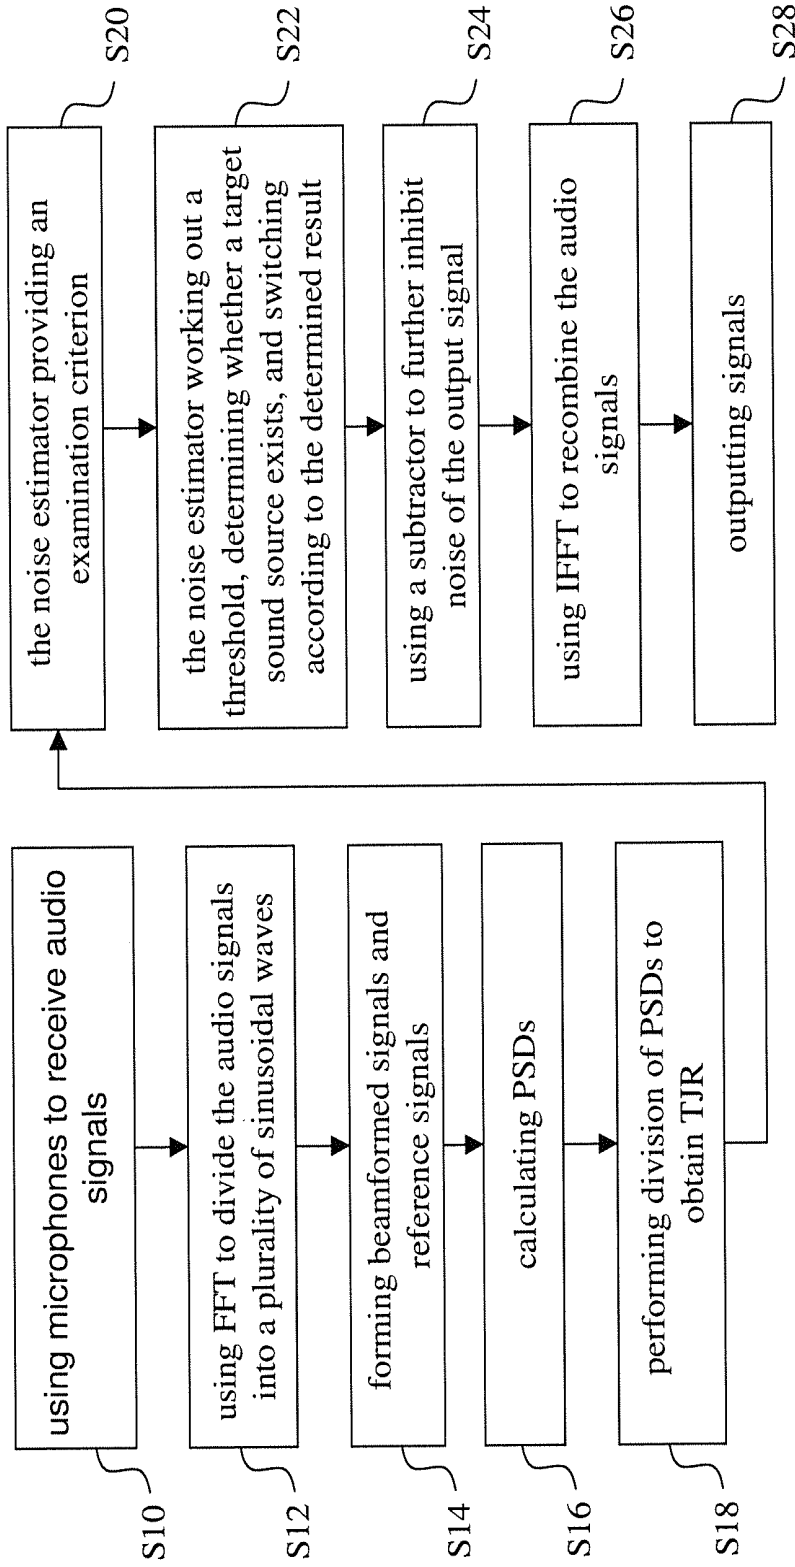 using microphones to receive audio
signals
S10
using FFT to divide the audio signals
into a plurality of sinusoidal waves
S12
forming beamformed signals and
reference signals
S14
calculating PSDs
S16
performing division of PSDs to
obtain TJR
S18
the noise estimator providing an
examination criterion
S20
the noise estimator working out a
threshold, determining whether a target
sound source exists, and switching
according to the determined result
S22
using a subtractor to further inhibit
noise of the output signal
S24
using IFFT to recombine the audio
signals
S26
outputting signals
S28